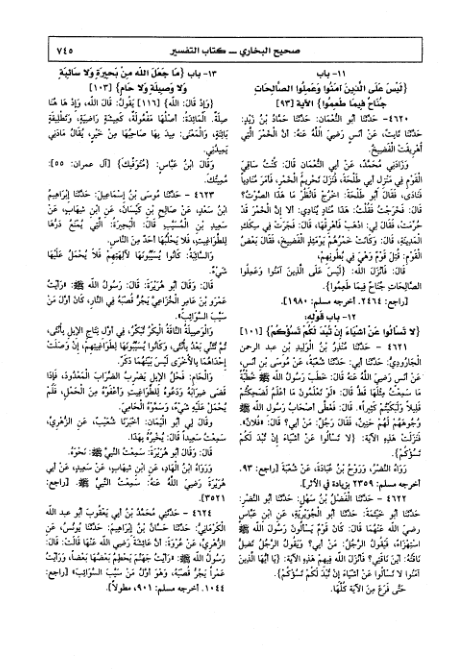 صحيح البخاري ــ كتاب التفسير
٧٤٥
١١- باب
{لَيْسَ عَلَى الَّذِينَ آمَنُوا وَعَمِلُوا الصَّالِحَاتِ
جُنَاحٌ فِيمَا طَعِمُوا} الآية [٩٣]
٤٦٢٠ - حَدَّثَنَا أَبُو النُّعْمَانِ: حَدَّثَنَا حَمَّادُ بْنُ زَيْدٍ:
حَدَّثَنَا ثَابِتٌ، عَنْ أَنَسٍ رَضِيَ اللَّهُ عَنْهُ: أَنَّ الْخَمْرَ الَّتِي
أُهْرِيقَتِ الْفَضِيخُ.
وَزَادَنِي مُحَمَّدٌ، عَنْ أَبِي النُّعْمَانِ قَالَ: كُنْتُ سَاقِيَ
الْقَوْمِ فِي مَنْزِلِ أَبِي طَلْحَةَ، فَنَزَلَ تَحْرِيمُ الْخَمْرِ، فَأَمَرَ مُنَادِياً
فَنَادَى، فَقَالَ أَبُو طَلْحَةَ: اخْرُجْ فَانْظُرْ مَا هَذَا الصَّوْتُ؟
قَالَ: فَخَرَجْتُ فَقُلْتُ: هَذَا مُنَادٍ يُنَادِي: أَلَا إِنَّ الْخَمْرَ قَدْ
حُرِّمَتْ، فَقَالَ لِي: اذْهَبْ فَأَهْرِقْهَا، قَالَ: فَجَرَتْ فِي سِكَكِ
الْمَدِينَةِ، قَالَ: وَكَانَتْ خَمْرُهُمْ يَوْمَئِذٍ الْفَضِيخَ، فَقَالَ بَعْضُ
الْقَوْمِ: قُتِلَ قَوْمٌ وَهْيَ فِي بُطُونِهِمْ،
قَالَ: فَأَنْزَلَ اللَّهُ: {لَيْسَ عَلَى الَّذِينَ آمَنُوا وَعَمِلُوا
الصَّالِحَاتِ جُنَاحٌ فِيمَا طَعِمُوا}.
[راجع: ٢٤٦٤. أخرجه مسلم: ١٩٨٠].
١٢- باب قَوْلِهِ:
{لَا تَسْأَلُوا عَنْ أَشْيَاءَ إِنْ تُبْدَ لَكُمْ تَسُؤْكُمْ} [١٠١]
٤٦٢١ - حَدَّثَنَا مُنْذِرُ بْنُ الْوَلِيدِ بْنِ عَبْدِ الرَّحْمَنِ
الْجَارُودِيُّ: حَدَّثَنَا أَبِي: حَدَّثَنَا شُعْبَةُ، عَنْ مُوسَى بْنِ أَنَسٍ،
عَنْ أَنَسٍ رَضِيَ اللَّهُ عَنْهُ قَالَ: خَطَبَ رَسُولُ اللَّهِ ﷺ خُطْبَةً
مَا سَمِعْتُ مِثْلَهَا قَطُّ، قَالَ: «لَوْ تَعْلَمُونَ مَا أَعْلَمُ لَضَحِكْتُمْ
قَلِيلاً وَلَبَكَيْتُمْ كَثِيراً». قَالَ: فَغَطَّى أَصْحَابُ رَسُولِ اللَّهِ ﷺ
وُجُوهَهُمْ لَهُمْ خَنِينٌ، فَقَالَ رَجُلٌ: مَنْ أَبِي؟ قَالَ: «فُلَانٌ».
فَنَزَلَتْ هَذِهِ الآيَةُ: {لَا تَسْأَلُوا عَنْ أَشْيَاءَ إِنْ تُبْدَ لَكُمْ
تَسُؤْكُمْ}.
رَوَاهُ النَّضْرُ، وَرَوْحُ بْنُ عُبَادَةَ، عَنْ شُعْبَةَ [راجع: ٩٣.
أخرجه مسلم: ٢٣٥٩ بزيادة في الأثر].
٤٦٢٢ - حَدَّثَنَا الْفَضْلُ بْنُ سَهْلٍ: حَدَّثَنَا أَبُو النَّضْرِ:
حَدَّثَنَا أَبُو خَيْثَمَةَ: حَدَّثَنَا أَبُو الْجُوَيْرِيَةِ، عَنِ ابْنِ عَبَّاسٍ
رَضِيَ اللَّهُ عَنْهُمَا قَالَ: كَانَ قَوْمٌ يَسْأَلُونَ رَسُولَ اللَّهِ ﷺ
اسْتِهْزَاءً، فَيَقُولُ الرَّجُلُ: مَنْ أَبِي؟ وَيَقُولُ الرَّجُلُ تَضِلُّ
نَاقَتُهُ: أَيْنَ نَاقَتِي؟ فَأَنْزَلَ اللَّهُ فِيهِمْ هَذِهِ الآيَةَ: {يَا أَيُّهَا الَّذِينَ
آمَنُوا لَا تَسْأَلُوا عَنْ أَشْيَاءَ إِنْ تُبْدَ لَكُمْ تَسُؤْكُمْ}.
حَتَّى فَرَغَ مِنَ الآيَةِ كُلِّهَا.
١٣- باب {مَا جَعَلَ اللَّهُ مِنْ بَحِيرَةٍ وَلَا سَائِبَةٍ
وَلَا وَصِيلَةٍ وَلَا حَامٍ} [١٠٣]
{وَإِذْ قَالَ اللَّهُ} [١١٦] يَقُولُ: قَالَ اللَّهُ، وَإِذْ هَا هُنَا
صِلَةٌ. الْمَائِدَةُ: أَصْلُهَا مَفْعُولَةٌ، كَعِيشَةٍ رَاضِيَةٍ، وَتَطْلِيقَةٍ
بَائِنَةٍ، وَالْمَعْنَى: مِيدَ بِهَا صَاحِبُهَا مِنْ خَيْرٍ، يُقَالُ مَادَنِي
يَمِيدُنِي.
وَقَالَ ابْنُ عَبَّاسٍ: {مُتَوَفِّيكَ} [آل عمران: ٥٥]:
مُمِيتُكَ.
٤٦٢٣ - حَدَّثَنَا مُوسَى بْنُ إِسْمَاعِيلَ: حَدَّثَنَا إِبْرَاهِيمُ
ابْنُ سَعْدٍ، عَنْ صَالِحِ بْنِ كَيْسَانَ، عَنِ ابْنِ شِهَابٍ، عَنْ
سَعِيدِ بْنِ الْمُسَيَّبِ قَالَ: الْبَحِيرَةُ: الَّتِي يُمْنَعُ دَرُّهَا
لِلطَّوَاغِيتِ، فَلَا يَحْلُبُهَا أَحَدٌ مِنَ النَّاسِ.
وَالسَّائِبَةُ: كَانُوا يُسَيِّبُونَهَا لِآلِهَتِهِمْ لَا يُحْمَلُ عَلَيْهَا
شَيْءٌ.
قَالَ: وَقَالَ أَبُو هُرَيْرَةَ: قَالَ رَسُولُ اللَّهِ ﷺ: «رَأَيْتُ
عَمْرَو بْنَ عَامِرٍ الْخُزَاعِيَّ يَجُرُّ قُصْبَهُ فِي النَّارِ، كَانَ أَوَّلَ مَنْ
سَيَّبَ السَّوَائِبَ».
وَالْوَصِيلَةُ النَّاقَةُ الْبِكْرُ تُبَكِّرُ، فِي أَوَّلِ نِتَاجِ الإِبِلِ بِأُنْثَى،
ثُمَّ تُثَنِّي بَعْدُ بِأُنْثَى، وَكَانُوا يُسَيِّبُونَهَا لِطَوَاغِيتِهِمْ، إِنْ وَصَلَتْ
إِحْدَاهُمَا بِالأُخْرَى لَيْسَ بَيْنَهُمَا ذَكَرٌ.
وَالْحَامِ: فَحْلُ الإِبِلِ يَضْرِبُ الضِّرَابَ الْمَعْدُودَ، فَإِذَا
قَضَى ضِرَابَهُ وَدَعُوهُ لِلطَّوَاغِيتِ وَأَعْفَوْهُ مِنَ الْحَمْلِ، فَلَمْ
يُحْمَلْ عَلَيْهِ شَيْءٌ، وَسَمَّوْهُ الْحَامِيَ.
وَقَالَ لِي أَبُو الْيَمَانِ: أَخْبَرَنَا شُعَيْبٌ، عَنِ الزُّهْرِيِّ،
سَمِعْتُ سَعِيداً قَالَ: يُخْبِرُهُ بِهَذَا.
قَالَ: وَقَالَ أَبُو هُرَيْرَةَ: سَمِعْتُ النَّبِيَّ ﷺ: نَحْوَهُ.
وَرَوَاهُ ابْنُ الْهَادِ، عَنِ ابْنِ شِهَابٍ، عَنْ سَعِيدٍ، عَنْ أَبِي
هُرَيْرَةَ رَضِيَ اللَّهُ عَنْهُ: سَمِعْتُ النَّبِيَّ ﷺ. [راجع:
٣٥٢١].
٤٦٢٤ - حَدَّثَنِي مُحَمَّدُ بْنُ أَبِي يَعْقُوبَ أَبُو عبد الله
الْكَرْمَانِيُّ: حَدَّثَنَا حَسَّانُ بْنُ إِبْرَاهِيمَ: حَدَّثَنَا يُونُسُ، عَنِ
الزُّهْرِيِّ، عَنْ عُرْوَةَ: أَنَّ عَائِشَةَ رَضِيَ اللَّهُ عَنْهَا قَالَتْ: قَالَ
رَسُولُ اللَّهِ ﷺ: «رَأَيْتُ جَهَنَّمَ يَحْطِمُ بَعْضُهَا بَعْضاً، وَرَأَيْتُ
عَمْراً يَجُرُّ قُصْبَهُ، وَهُوَ أَوَّلُ مَنْ سَيَّبَ السَّوَائِبَ» [راجع:
١٠٤٤. أخرجه مسلم: ٩٠١، مطولاً].